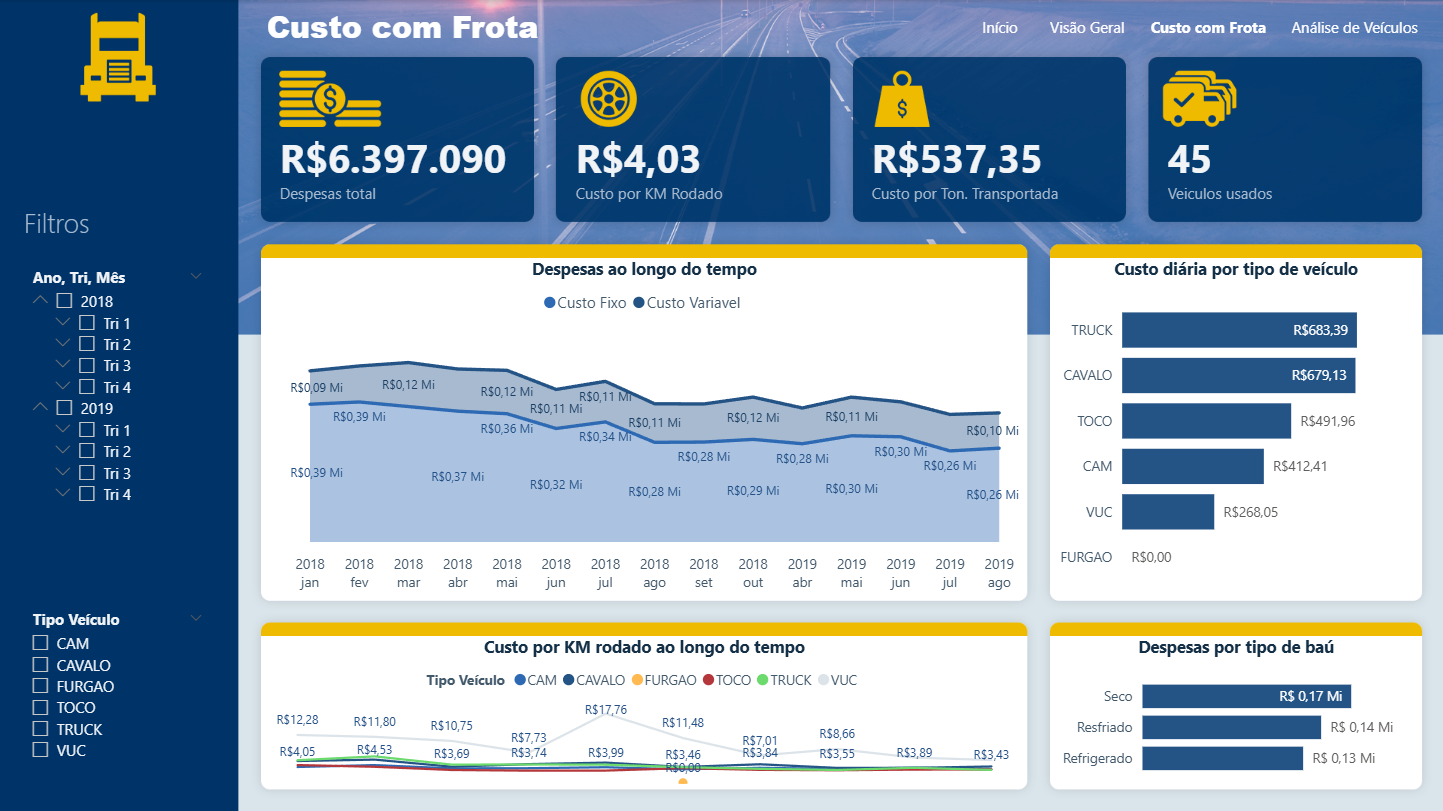 Custo com Frota
Início Visão Geral Custo com Frota Análise de Veículos
R$6.397.090
Despesas total
R$4,03
Custo por KM Rodado
R$537,35
Custo por Ton. Transportada
45
Veiculos usados
Filtros
Ano, Tri, Mês
2018
Tri 1
Tri 2
Tri 3
Tri 4
2019
Tri 1
Tri 2
Tri 3
Tri 4
Tipo Veículo
CAM
CAVALO
FURGAO
TOCO
TRUCK
VUC
Despesas ao longo do tempo
Custo Fixo Custo Variavel
R$0,09 Mi R$0,12 Mi R$0,12 Mi R$0,11 Mi R$0,11 Mi R$0,11 Mi R$0,12 Mi R$0,11 Mi R$0,10 Mi
R$0,39 Mi R$0,36 Mi R$0,34 Mi R$0,28 Mi R$0,28 Mi R$0,30 Mi R$0,26 Mi
R$0,39 Mi R$0,37 Mi R$0,32 Mi R$0,28 Mi R$0,29 Mi R$0,30 Mi R$0,26 Mi
2018 2018 2018 2018 2018 2018 2018 2018 2018 2018 2019 2019 2019 2019 2019
jan fev mar abr mai jun jul ago set out abr mai jun jul ago
Custo diária por tipo de veículo
TRUCK R$683,39
CAVALO R$679,13
TOCO R$491,96
CAM R$412,41
VUC R$268,05
FURGAO R$0,00
Custo por KM rodado ao longo do tempo
Tipo Veículo CAM CAVALO FURGAO TOCO TRUCK VUC
R$12,28 R$11,80 R$10,75 R$7,73 R$17,76 R$11,48 R$7,01 R$8,66
R$4,05 R$4,53 R$3,69 R$3,74 R$3,99 R$3,46 R$3,84 R$3,55 R$3,89 R$3,43
R$0,00
Despesas por tipo de baú
Seco R$ 0,17 Mi
Resfriado R$ 0,14 Mi
Refrigerado R$ 0,13 Mi